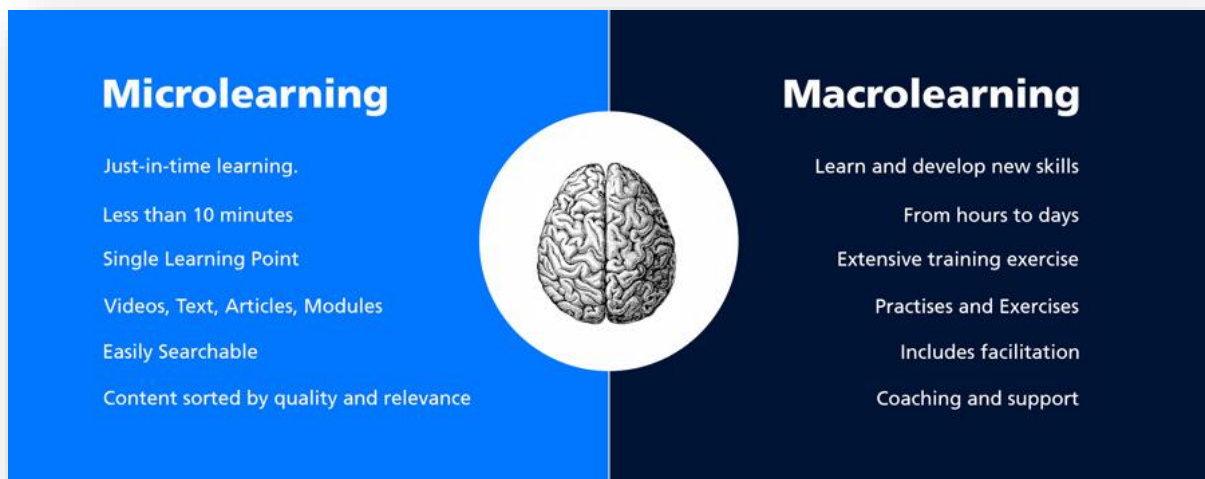 Microlearning
Just-in-time learning.
Less than 10 minutes
Single Learning Point
Videos, Text, Articles, Modules
Easily Searchable
Content sorted by quality and relevance
Macrolearning
Learn and develop new skills
From hours to days
Extensive training exercise
Practises and Exercises
Includes facilitation
Coaching and support